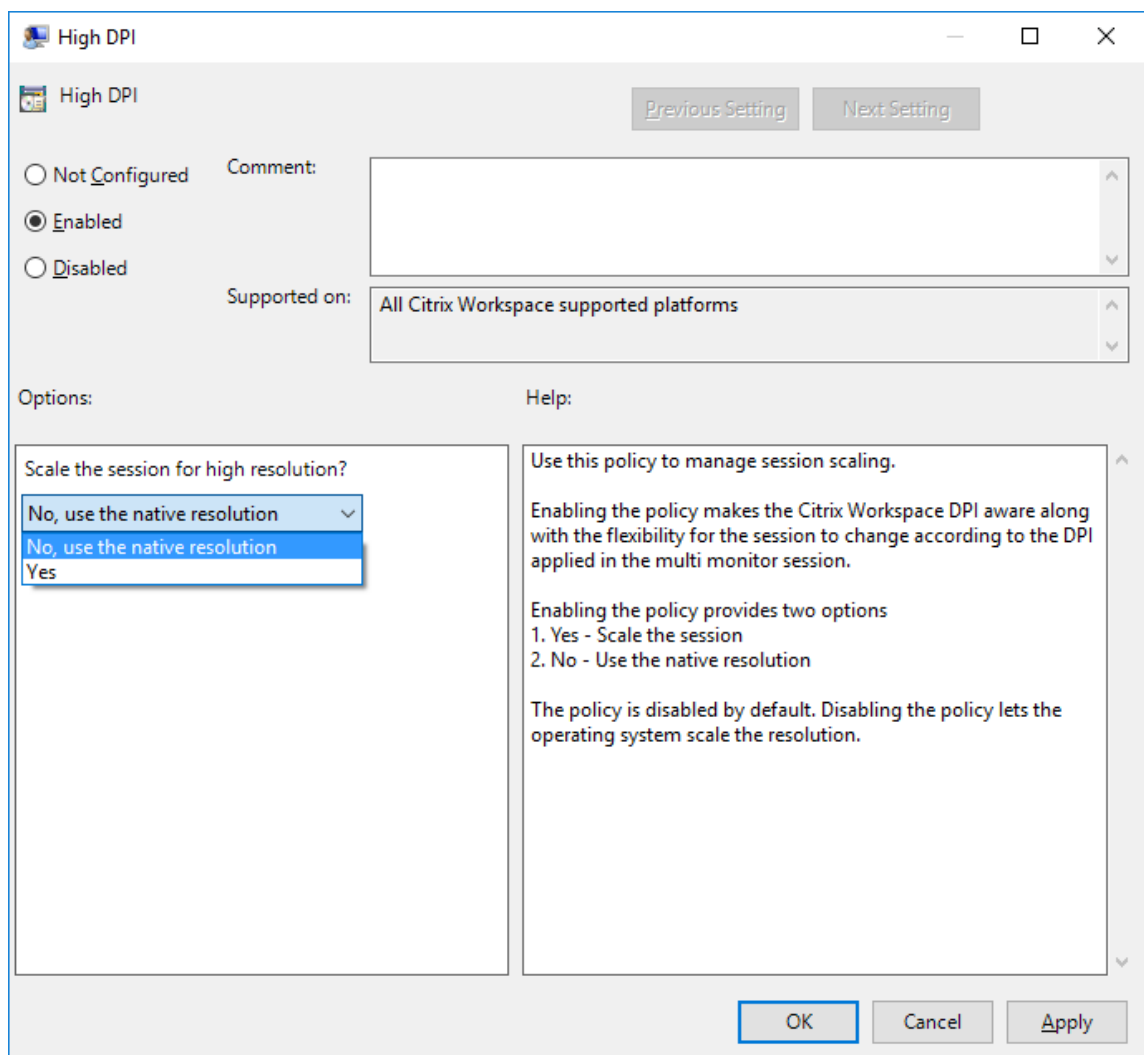 High DPI
High DPI
Previous Setting
Next Setting
Not Configured
Comment:
Enabled
Disabled
Supported on:
All Citrix Workspace supported platforms
Options:
Help:
Scale the session for high resolution?
No, use the native resolution
No, use the native resolution
Yes
Use this policy to manage session scaling.
Enabling the policy makes the Citrix Workspace DPI aware along
with the flexibility for the session to change according to the DPI
applied in the multi monitor session.
Enabling the policy provides two options
1. Yes - Scale the session
2. No - Use the native resolution
The policy is disabled by default. Disabling the policy lets the
operating system scale the resolution.
OK
Cancel
Apply